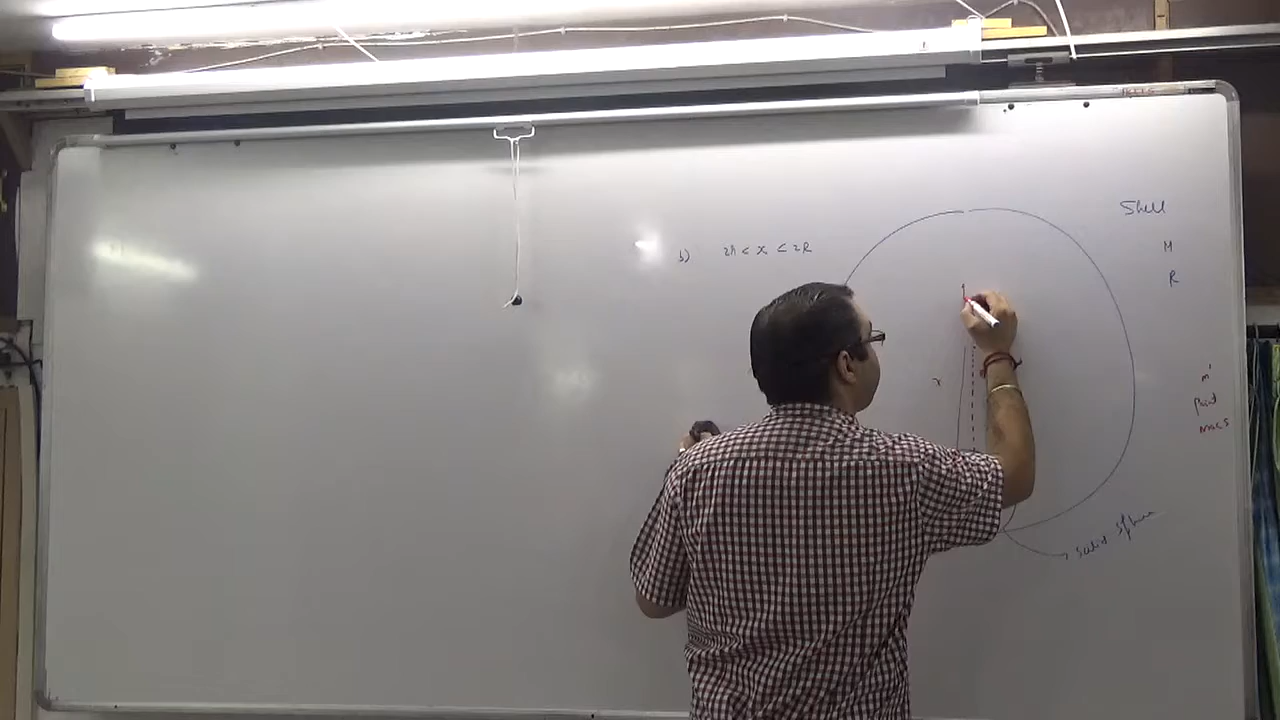 b) 2r < x ≤ 2R
Shell
M
R
x
m'
point
mass
solid sphere